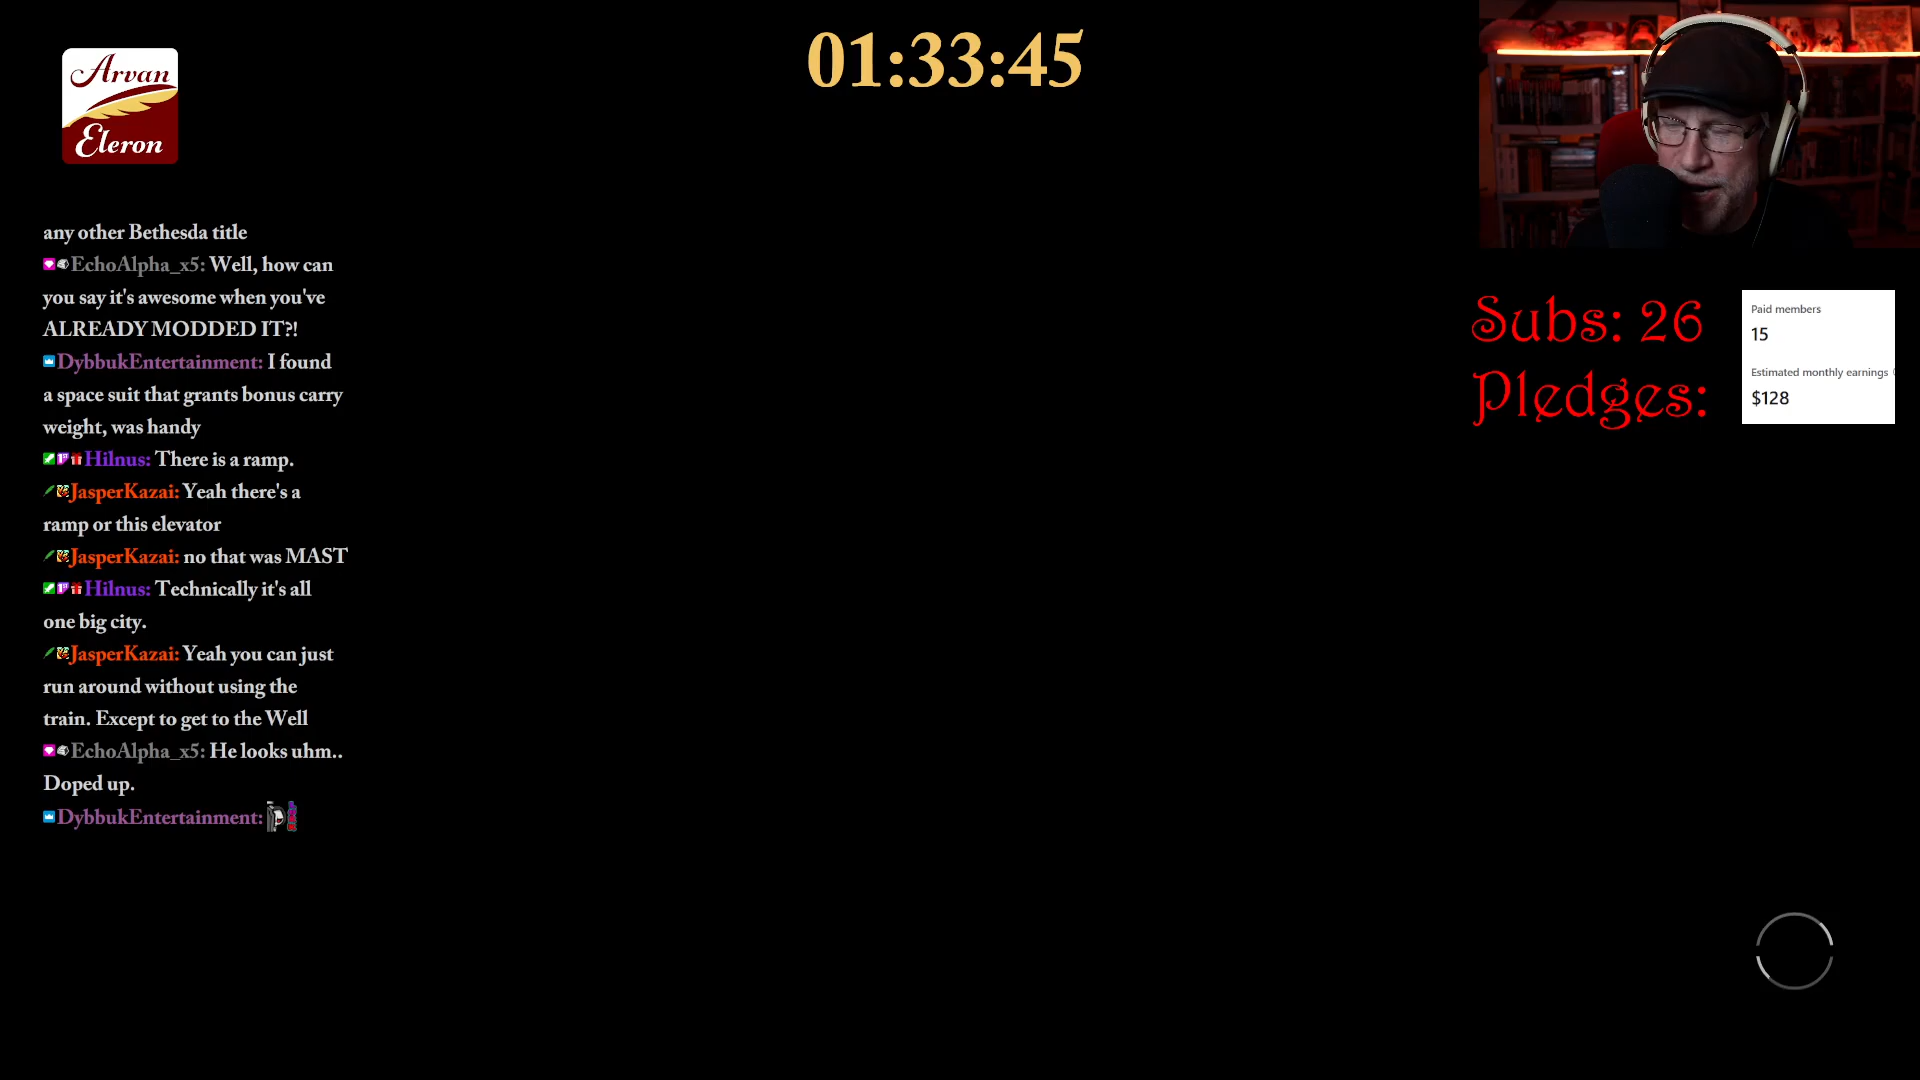 Arvan
Eleron
01:33:45
any other Bethesda title
EchoAlpha_x5: Well, how can
you say it's awesome when you've
ALREADY MODDED IT?!
DybbukEntertainment: I found
a space suit that grants bonus carry
weight, was handy
Hilnus: There is a ramp.
JasperKazai: Yeah there's a
ramp or this elevator
JasperKazai: no that was MAST
Hilnus: Technically it's all
one big city.
JasperKazai: Yeah you can just
run around without using the
train. Except to get to the Well
EchoAlpha_x5: He looks uhm..
Doped up.
DybbukEntertainment:
Subs: 26
Pledges:
Paid members
15
Estimated monthly earnings
$128